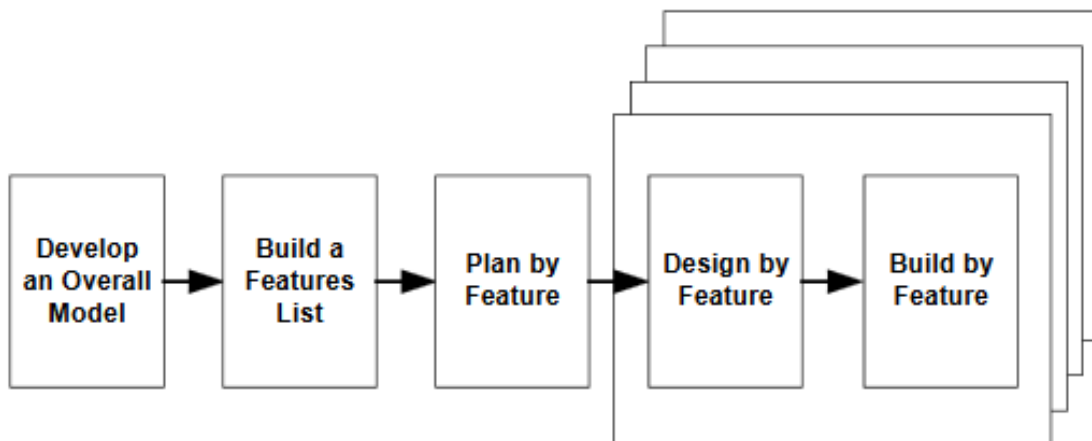 Develop
an Overall
Model
Build a
Features
List
Plan by
Feature
Design by
Feature
Build by
Feature